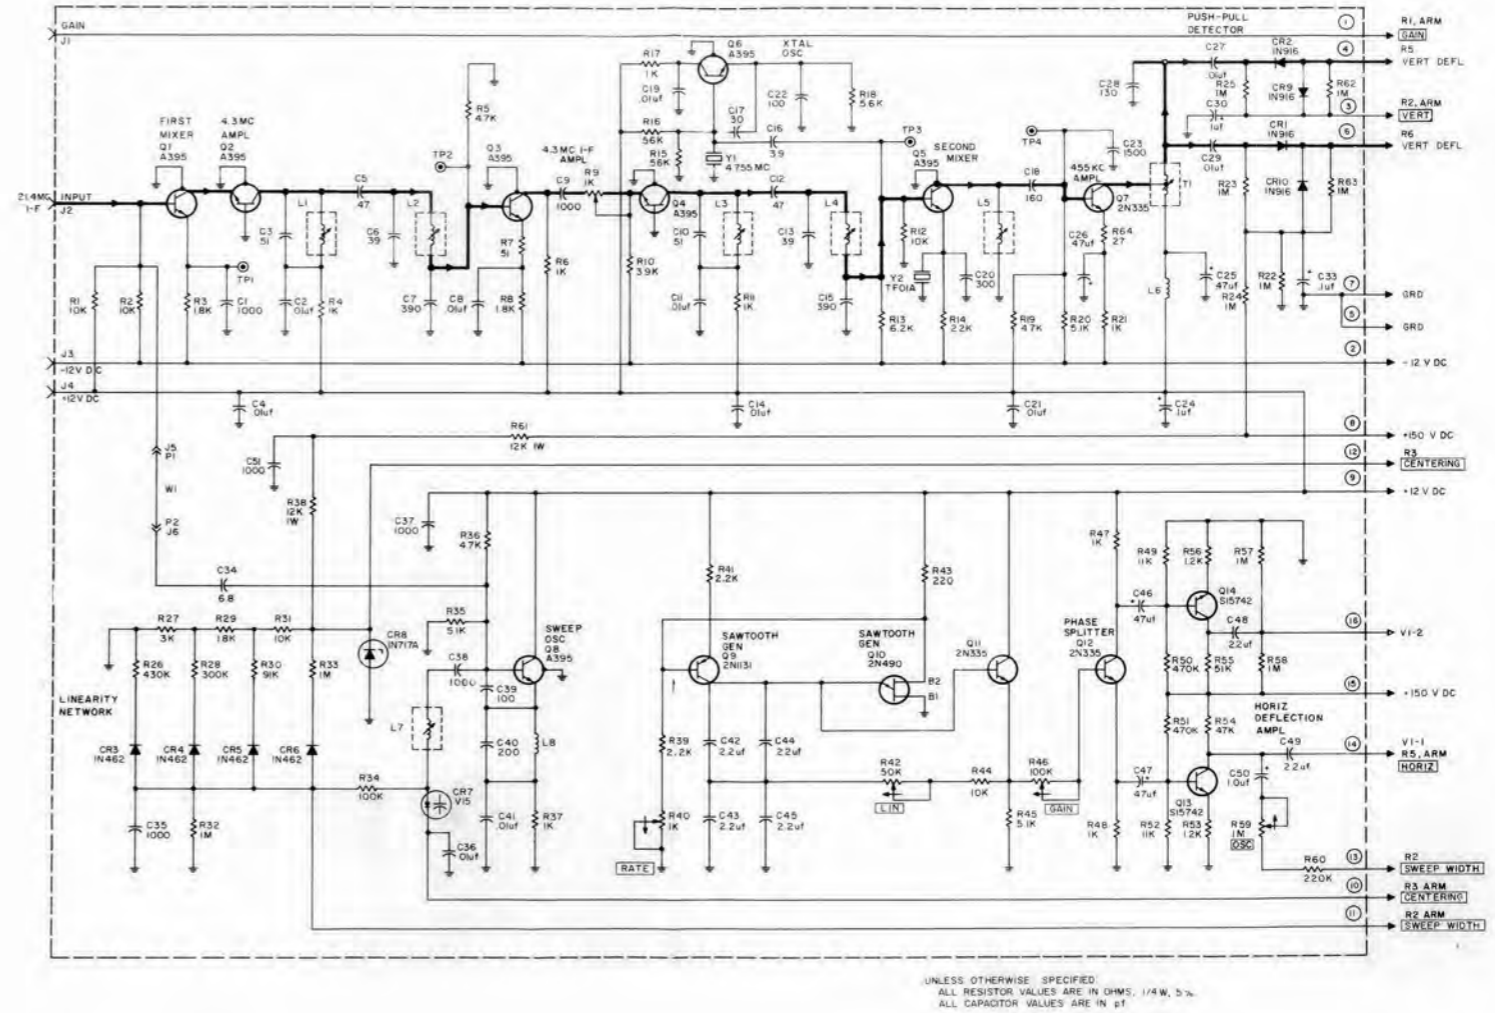 GAIN
J1
INPUT
21.4MC
I-F
J2
J3
-12V DC
J4
+12V DC
FIRST
MIXER
Q1
A395
4.3MC
AMPL
Q2
A395
R1
10K
R2
10K
R3
1.8K
TP1
C1
1000
C3
51
C2
.01uf
L1
R4
1K
C4
.01uf
C5
47
C6
39
L2
C7
390
TP2
R5
4.7K
Q3
A395
R7
51
C8
.01uf
R8
1.8K
4.3MC I-F
AMPL
C9
1000
R9
1K
R6
1K
R10
3.9K
Q4
A395
R17
1K
C19
.01uf
Q6
A395
XTAL
OSC
R16
56K
R15
56K
C17
30
C16
3.9
Y1
4.755MC
C22
100
R18
5.6K
C10
51
C11
.01uf
L3
R11
1K
C14
.01uf
C12
47
C13
39
L4
C15
390
TP3
Q5
A395
SECOND
MIXER
R12
10K
Y2
TF01A
C20
300
R13
6.2K
R14
2.2K
L5
C18
160
R19
4.7K
C21
.01uf
TP4
C23
1500
455KC
AMPL
Q7
2N335
C26
47uf
R64
27
R20
5.1K
R21
1K
T1
C28
130
L6
C25
47uf
C24
.1uf
PUSH-PULL
DETECTOR
C27
.01uf
CR2
1N916
R25
1M
C30
.1uf
CR9
1N916
R62
1M
CR1
1N916
C29
.01uf
R23
1M
CR10
1N916
R63
1M
R22
1M
R24
1M
C33
.1uf
1
R1, ARM
GAIN
4
R5
VERT DEFL
3
R2, ARM
VERT
6
R6
VERT DEFL
7
GRD
5
GRD
2
-12 V DC
8
+150 V DC
12
R3
CENTERING
9
+12 V DC
J5
P1
W1
P2
J6
C51
1000
R61
12K 1W
R38
12K
1W
C34
6.8
R27
3K
R29
18K
R31
10K
R26
430K
R28
300K
R30
91K
R33
1M
LINEARITY
NETWORK
CR3
1N462
CR4
1N462
CR5
1N462
CR6
1N462
C35
1000
R32
1M
R34
100K
CR8
1N717A
C37
1000
R36
4.7K
R35
5.1K
C38
1000
L7
CR7
V15
C36
.01uf
SWEEP
OSC
Q8
A395
C39
100
C40
200
L8
C41
.01uf
R37
1K
R41
2.2K
SAWTOOTH
GEN
Q9
2N1131
R39
2.2K
R40
1K
RATE
C42
2.2uf
C44
2.2uf
C43
2.2uf
C45
2.2uf
R43
220
SAWTOOTH
GEN
Q10
2N490
B2
B1
R42
50K
LIN
R44
10K
Q11
2N335
R46
100K
GAIN
R45
5.1K
R47
1K
PHASE
SPLITTER
Q12
2N335
R48
1K
C46
47uf
C47
47uf
R49
11K
R56
1.2K
R57
1M
Q14
S15742
C48
2.2uf
R50
470K
R55
51K
R58
1M
R51
470K
R54
47K
HORIZ
DEFLECTION
AMPL
C49
2.2uf
C50
1.0uf
Q13
S15742
R52
11K
R53
1.2K
R59
1M
OSC
R60
220K
16
V1-2
15
+150 V DC
14
V1-1
R5, ARM
HORIZ
13
R2
SWEEP WIDTH
10
R3 ARM
CENTERING
11
R2 ARM
SWEEP WIDTH
UNLESS OTHERWISE SPECIFIED:
ALL RESISTOR VALUES ARE IN OHMS, 1/4 W, 5%
ALL CAPACITOR VALUES ARE IN pf